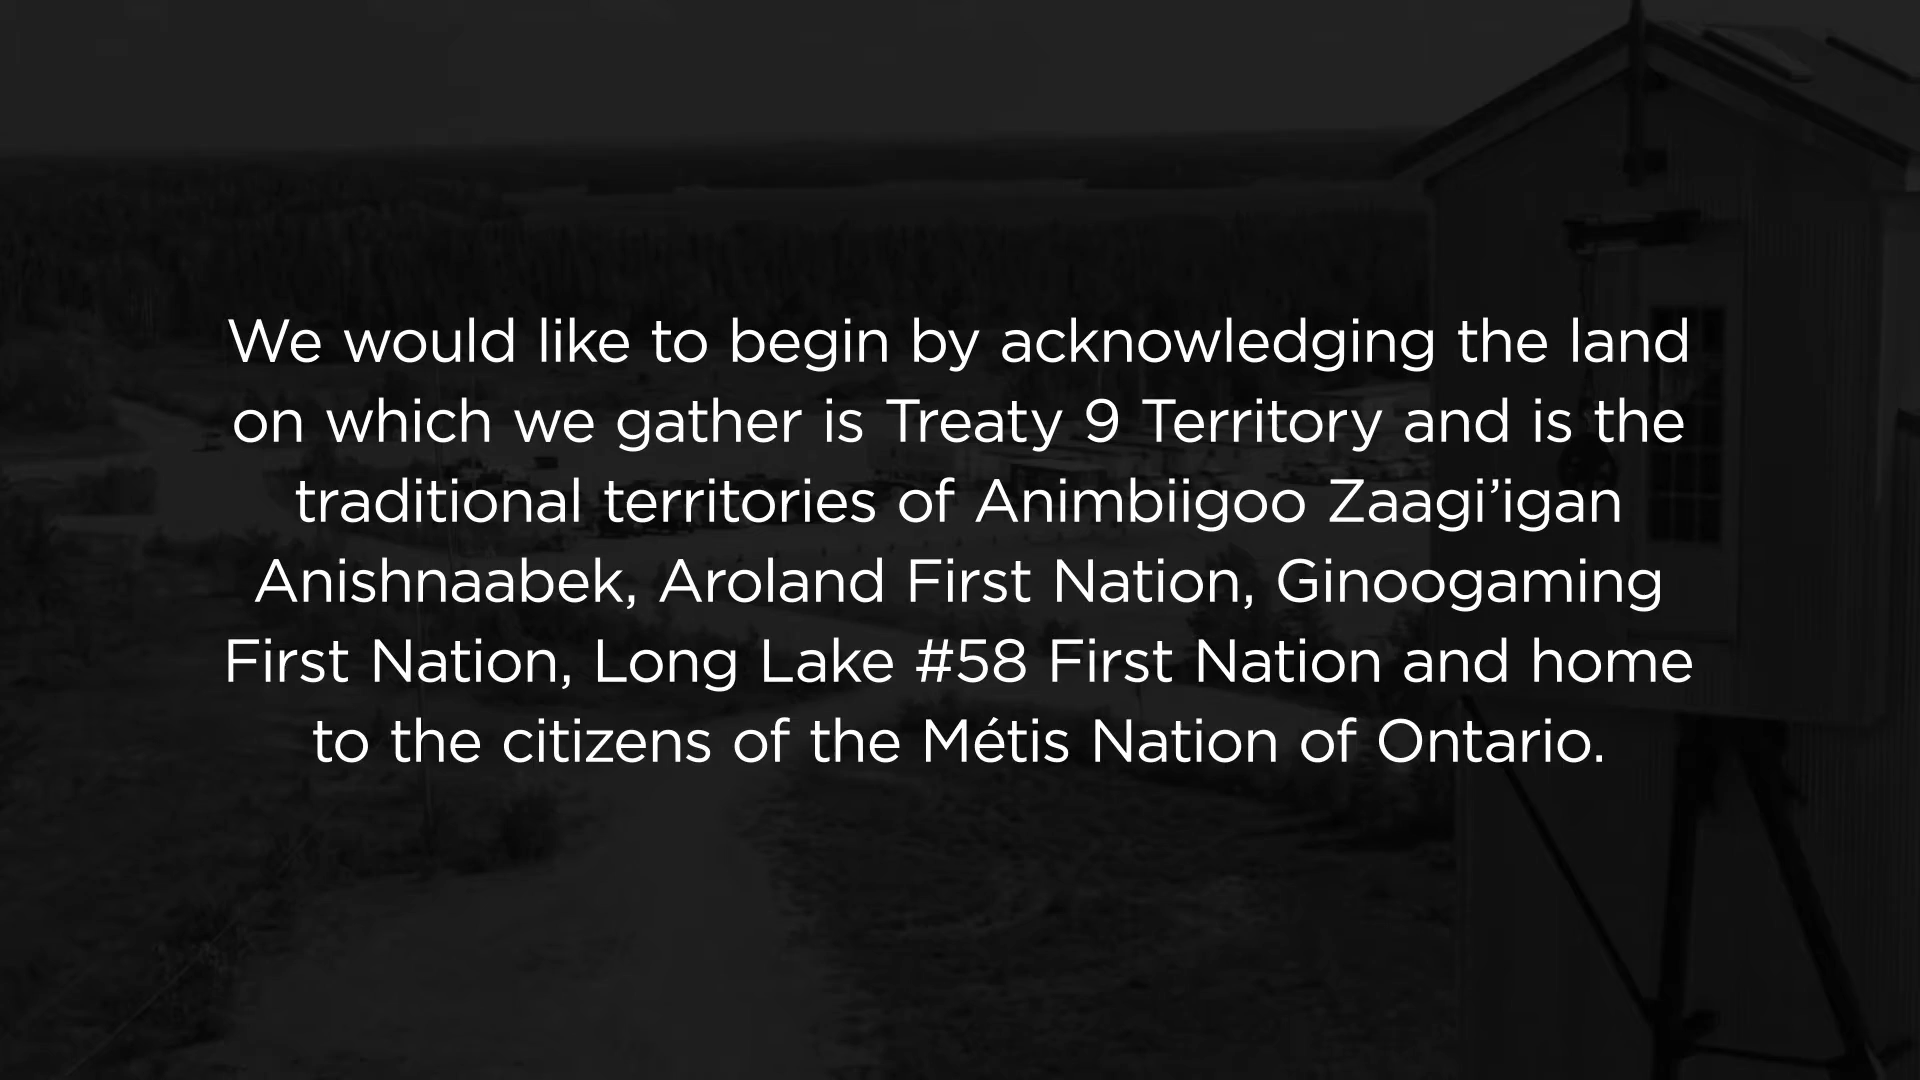 We would like to begin by acknowledging the land
on which we gather is Treaty 9 Territory and is the
traditional territories of Animbiigoo Zaagi’igan
Anishnaabek, Aroland First Nation, Ginoogaming
First Nation, Long Lake #58 First Nation and home
to the citizens of the Métis Nation of Ontario.